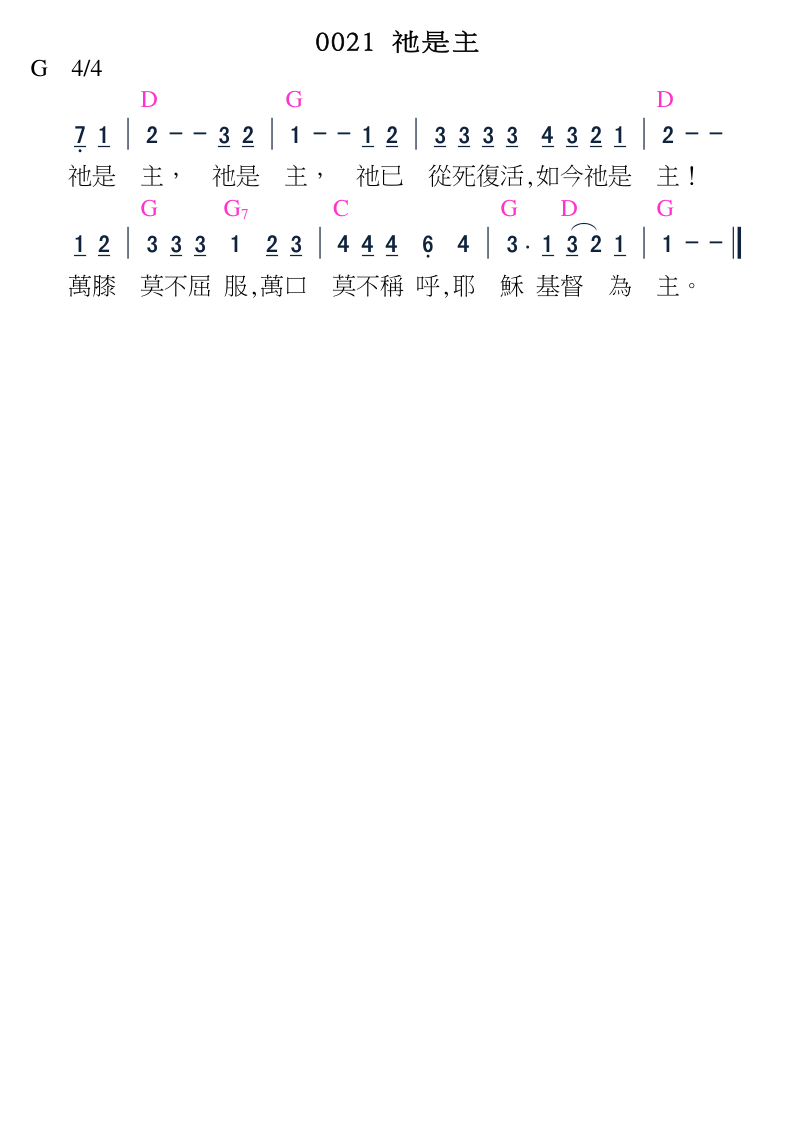 0021 祂是主
G 4/4
D G D
7 1 | 2 - - 3 2 | 1 - - 1 2 | 3 3 3 3 4 3 2 1 | 2 - -
祂是 主， 祂是 主， 祂已 從死復活,如今祂是 主！
G G7 C G D G
1 2 | 3 3 3 1 2 3 | 4 4 4 6 4 | 3 · 1 3 2 1 | 1 - - ‖
萬膝 莫不屈 服,萬口 莫不稱 呼,耶 穌 基督 為 主。